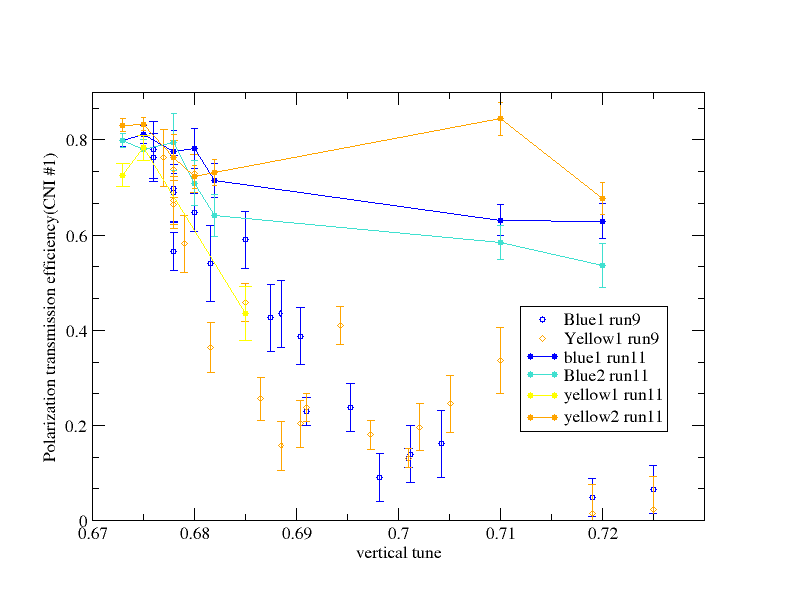 Polarization transmission efficiency(CNI #1)
0.8
0.6
0.4
0.2
0
0.67
0.68
0.69
0.7
0.71
0.72
vertical tune
Blue1 run9
Yellow1 run9
blue1 run11
Blue2 run11
yellow1 run11
yellow2 run11